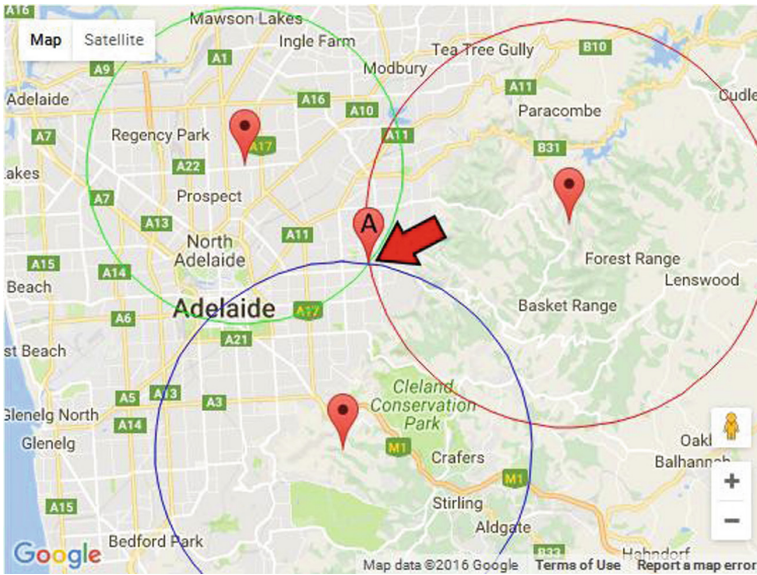 A16
Mawson Lakes
Map Satellite
Ingle Farm
Tea Tree Gully
B10
A9
A1
Modbury
A11
Cudle
Adelaide
A16
A10
Paracombe
A7
Regency Park
A17
A11
B31
Lakes
A22
A7
Prospect
A13
A
North
Adelaide
A11
A15
A14
Forest Range
Beach
Lenswood
Adelaide
A17
Basket Range
A6
A21
st Beach
Cleland
Conservation
Park
A5
A13
A3
Glenelg North
A14
Glenelg
M1
Crafers
Balhannah
M1
Stirling
A15
Aldgate
Bedford Park
B33
Hahndorf
Google
Map data ©2016 Google Terms of Use Report a map error